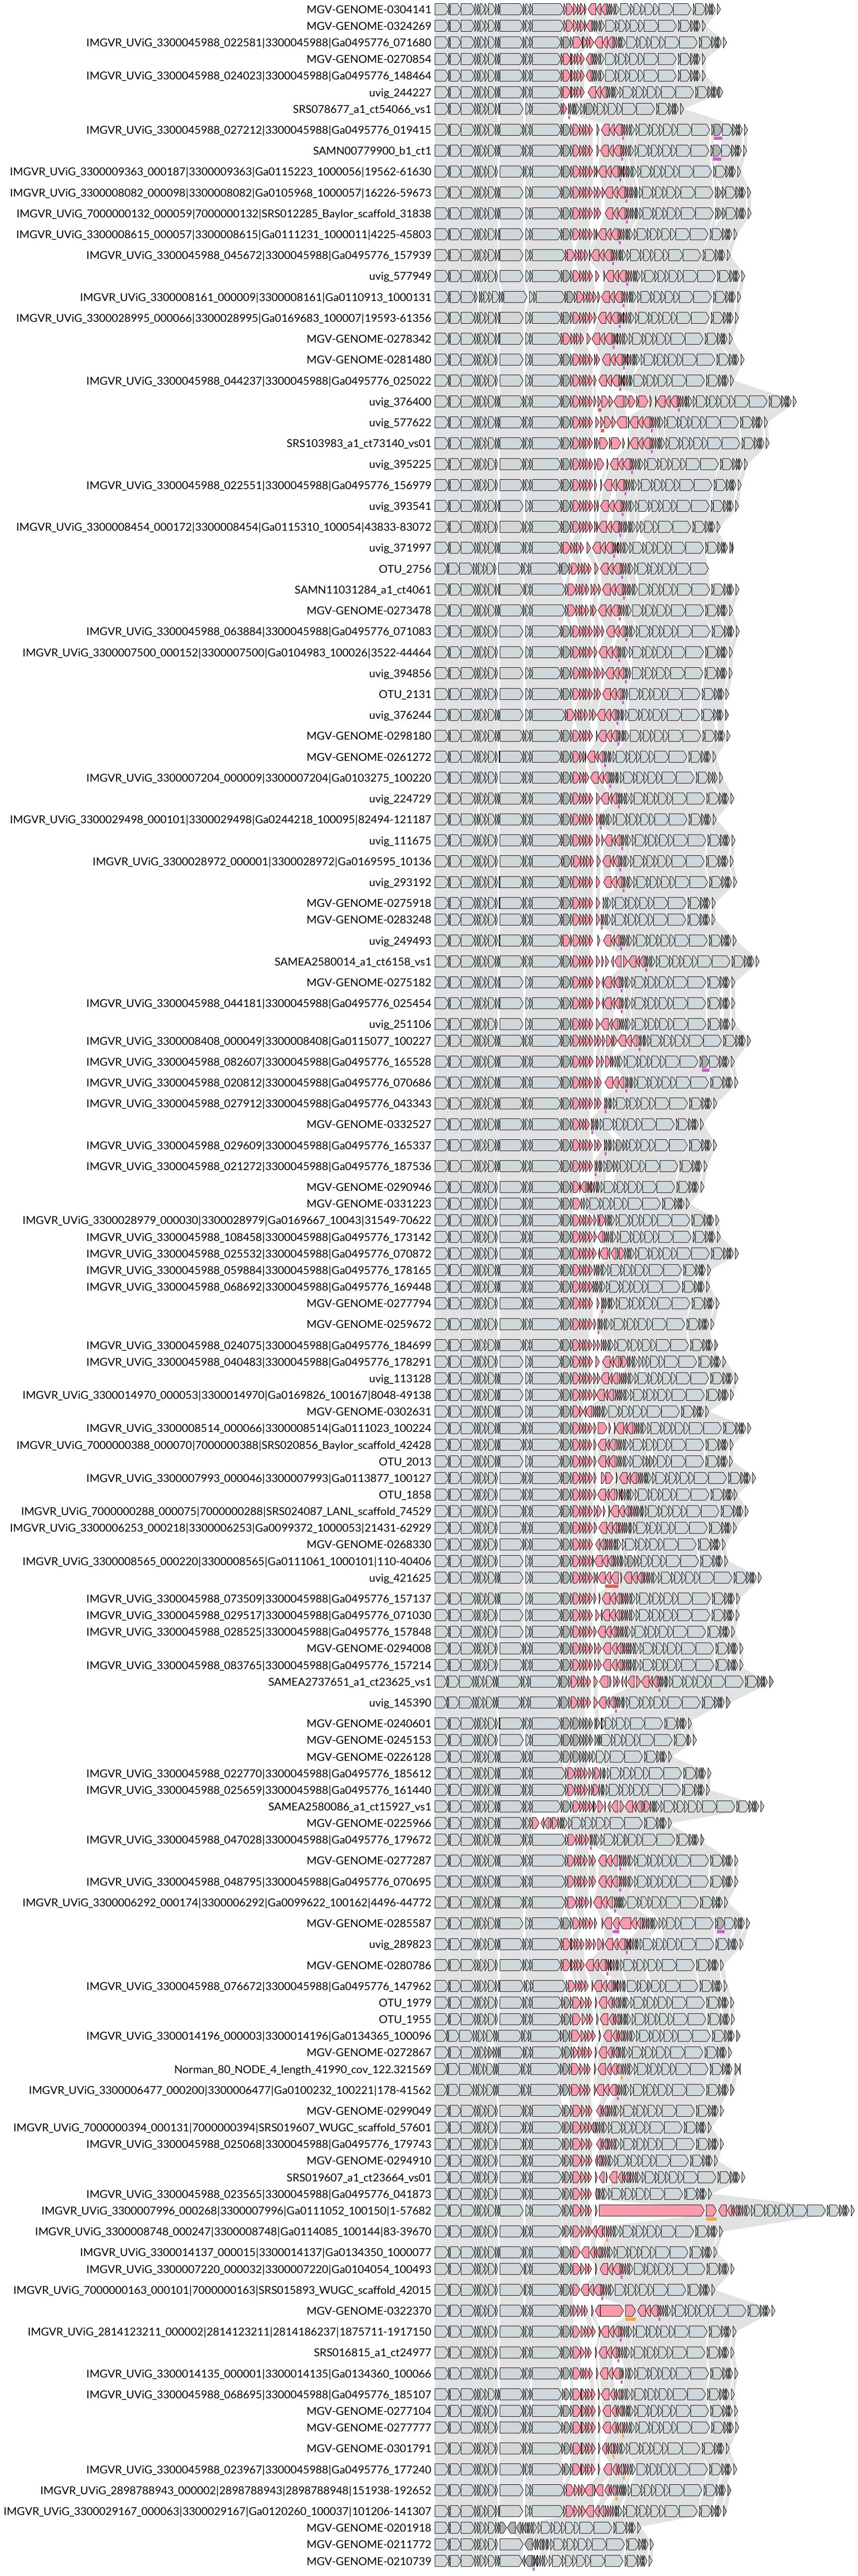 MGV-GENOME-0304141
MGV-GENOME-0324269
IMGVR_UViG_3300045988_022581|3300045988|Ga0495776_071680
MGV-GENOME-0270854
IMGVR_UViG_3300045988_024023|3300045988|Ga0495776_148464
uvig_244227
SRS078677_a1_ct54066_vs1
IMGVR_UViG_3300045988_027212|3300045988|Ga0495776_019415
SAMN00779900_b1_ct1
IMGVR_UViG_3300009363_000187|3300009363|Ga0115223_1000056|19562-61630
IMGVR_UViG_3300008082_000098|3300008082|Ga0105968_1000057|16226-59673
IMGVR_UViG_7000000132_000059|7000000132|SRS012285_Baylor_scaffold_31838
IMGVR_UViG_3300008615_000057|3300008615|Ga0111231_1000011|4225-45803
IMGVR_UViG_3300045988_045672|3300045988|Ga0495776_157939
uvig_577949
IMGVR_UViG_3300008161_000009|3300008161|Ga0110913_1000131
IMGVR_UViG_3300028995_000066|3300028995|Ga0169683_100007|19593-61356
MGV-GENOME-0278342
MGV-GENOME-0281480
IMGVR_UViG_3300045988_044237|3300045988|Ga0495776_025022
uvig_376400
uvig_577622
SRS103983_a1_ct73140_vs01
uvig_395225
IMGVR_UViG_3300045988_022551|3300045988|Ga0495776_156979
uvig_393541
IMGVR_UViG_3300008454_000172|3300008454|Ga0115310_100054|43833-83072
uvig_371997
OTU_2756
SAMN11031284_a1_ct4061
MGV-GENOME-0273478
IMGVR_UViG_3300045988_063884|3300045988|Ga0495776_071083
IMGVR_UViG_3300007500_000152|3300007500|Ga0104983_100026|3522-44464
uvig_394856
OTU_2131
uvig_376244
MGV-GENOME-0298180
MGV-GENOME-0261272
IMGVR_UViG_3300007204_000009|3300007204|Ga0103275_100220
uvig_224729
IMGVR_UViG_3300029498_000101|3300029498|Ga0244218_100095|82494-121187
uvig_111675
IMGVR_UViG_3300028972_000001|3300028972|Ga0169595_10136
uvig_293192
MGV-GENOME-0275918
MGV-GENOME-0283248
uvig_249493
SAMEA2580014_a1_ct6158_vs1
MGV-GENOME-0275182
IMGVR_UViG_3300045988_044181|3300045988|Ga0495776_025454
uvig_251106
IMGVR_UViG_3300008408_000049|3300008408|Ga0115077_100227
IMGVR_UViG_3300045988_082607|3300045988|Ga0495776_165528
IMGVR_UViG_3300045988_020812|3300045988|Ga0495776_070686
IMGVR_UViG_3300045988_027912|3300045988|Ga0495776_043343
MGV-GENOME-0332527
IMGVR_UViG_3300045988_029609|3300045988|Ga0495776_165337
IMGVR_UViG_3300045988_021272|3300045988|Ga0495776_187536
MGV-GENOME-0290946
MGV-GENOME-0331223
IMGVR_UViG_3300028979_000030|3300028979|Ga0169667_10043|31549-70622
IMGVR_UViG_3300045988_108458|3300045988|Ga0495776_173142
IMGVR_UViG_3300045988_025532|3300045988|Ga0495776_070872
IMGVR_UViG_3300045988_059884|3300045988|Ga0495776_178165
IMGVR_UViG_3300045988_068692|3300045988|Ga0495776_169448
MGV-GENOME-0277794
MGV-GENOME-0259672
IMGVR_UViG_3300045988_024075|3300045988|Ga0495776_184699
IMGVR_UViG_3300045988_040483|3300045988|Ga0495776_178291
uvig_113128
IMGVR_UViG_3300014970_000053|3300014970|Ga0169826_100167|8048-49138
MGV-GENOME-0302631
IMGVR_UViG_3300008514_000066|3300008514|Ga0111023_100224
IMGVR_UViG_7000000388_000070|7000000388|SRS020856_Baylor_scaffold_42428
OTU_2013
IMGVR_UViG_3300007993_000046|3300007993|Ga0113877_100127
OTU_1858
IMGVR_UViG_7000000288_000075|7000000288|SRS024087_LANL_scaffold_74529
IMGVR_UViG_3300006253_000218|3300006253|Ga0099372_1000053|21431-62929
MGV-GENOME-0268330
IMGVR_UViG_3300008565_000220|3300008565|Ga0111061_1000101|110-40406
uvig_421625
IMGVR_UViG_3300045988_073509|3300045988|Ga0495776_157137
IMGVR_UViG_3300045988_029517|3300045988|Ga0495776_071030
IMGVR_UViG_3300045988_028525|3300045988|Ga0495776_157848
MGV-GENOME-0294008
IMGVR_UViG_3300045988_083765|3300045988|Ga0495776_157214
SAMEA2737651_a1_ct23625_vs1
uvig_145390
MGV-GENOME-0240601
MGV-GENOME-0245153
MGV-GENOME-0226128
IMGVR_UViG_3300045988_022770|3300045988|Ga0495776_185612
IMGVR_UViG_3300045988_025659|3300045988|Ga0495776_161440
SAMEA2580086_a1_ct15927_vs1
MGV-GENOME-0225966
IMGVR_UViG_3300045988_047028|3300045988|Ga0495776_179672
MGV-GENOME-0277287
IMGVR_UViG_3300045988_048795|3300045988|Ga0495776_070695
IMGVR_UViG_3300006292_000174|3300006292|Ga0099622_100162|4496-44772
MGV-GENOME-0285587
uvig_289823
MGV-GENOME-0280786
IMGVR_UViG_3300045988_076672|3300045988|Ga0495776_147962
OTU_1979
OTU_1955
IMGVR_UViG_3300014196_000003|3300014196|Ga0134365_100096
MGV-GENOME-0272867
Norman_80_NODE_4_length_41990_cov_122.321569
IMGVR_UViG_3300006477_000200|3300006477|Ga0100232_100221|178-41562
MGV-GENOME-0299049
IMGVR_UViG_7000000394_000131|7000000394|SRS019607_WUGC_scaffold_57601
IMGVR_UViG_3300045988_025068|3300045988|Ga0495776_179743
MGV-GENOME-0294910
SRS019607_a1_ct23664_vs01
IMGVR_UViG_3300045988_023565|3300045988|Ga0495776_041873
IMGVR_UViG_3300007996_000268|3300007996|Ga0111052_100150|1-57682
IMGVR_UViG_3300008748_000247|3300008748|Ga0114085_100144|83-39670
IMGVR_UViG_3300014137_000015|3300014137|Ga0134350_1000077
IMGVR_UViG_3300007220_000032|3300007220|Ga0104054_100493
IMGVR_UViG_7000000163_000101|7000000163|SRS015893_WUGC_scaffold_42015
MGV-GENOME-0322370
IMGVR_UViG_2814123211_000002|2814123211|2814186237|1875711-1917150
SRS016815_a1_ct24977
IMGVR_UViG_3300014135_000001|3300014135|Ga0134360_100066
IMGVR_UViG_3300045988_068695|3300045988|Ga0495776_185107
MGV-GENOME-0277104
MGV-GENOME-0277777
MGV-GENOME-0301791
IMGVR_UViG_3300045988_023967|3300045988|Ga0495776_177240
IMGVR_UViG_2898788943_000002|2898788943|2898788948|151938-192652
IMGVR_UViG_3300029167_000063|3300029167|Ga0120260_100037|101206-141307
MGV-GENOME-0201918
MGV-GENOME-0211772
MGV-GENOME-0210739